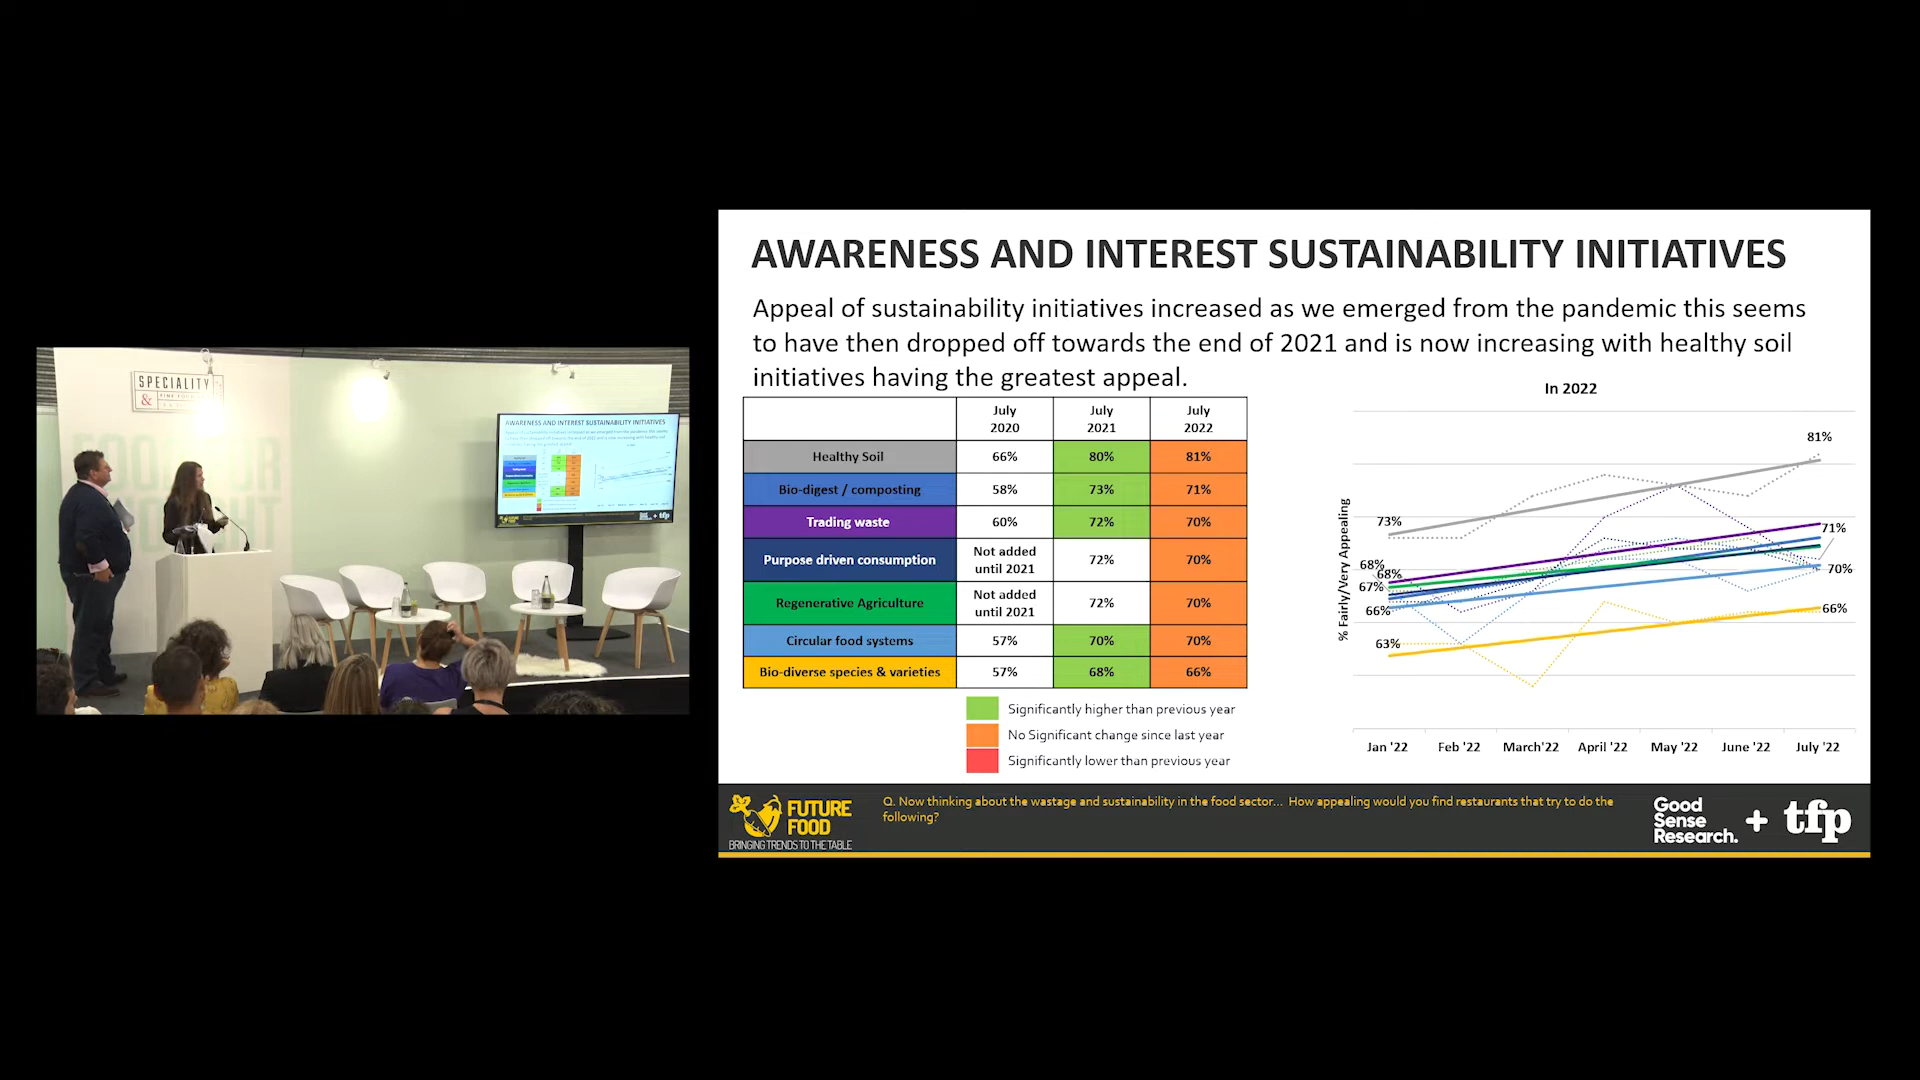 SPECIALITY
&
AWARENESS AND INTEREST SUSTAINABILITY INITIATIVES
AWARENESS AND INTEREST SUSTAINABILITY INITIATIVES
Appeal of sustainability initiatives increased as we emerged from the pandemic this seems
to have then dropped off towards the end of 2021 and is now increasing with healthy soil
initiatives having the greatest appeal.
July 2020
July 2021
July 2022
Healthy Soil 66% 80% 81%
Bio-digest / composting 58% 73% 71%
Trading waste 60% 72% 70%
Purpose driven consumption Not added until 2021 72% 70%
Regenerative Agriculture Not added until 2021 72% 70%
Circular food systems 57% 70% 70%
Bio-diverse species & varieties 57% 68% 66%
Significantly higher than previous year
No Significant change since last year
Significantly lower than previous year
In 2022
% Fairly/Very Appealing
81%
73%
71%
68%
68%
70%
67%
66%
66%
63%
Jan '22 Feb '22 March'22 April '22 May '22 June '22 July '22
FUTURE
FOOD
BRINGING TRENDS TO THE TABLE
Q. Now thinking about the wastage and sustainability in the food sector... How appealing would you find restaurants that try to do the
following?
Good
Sense
Research.
+ tfp